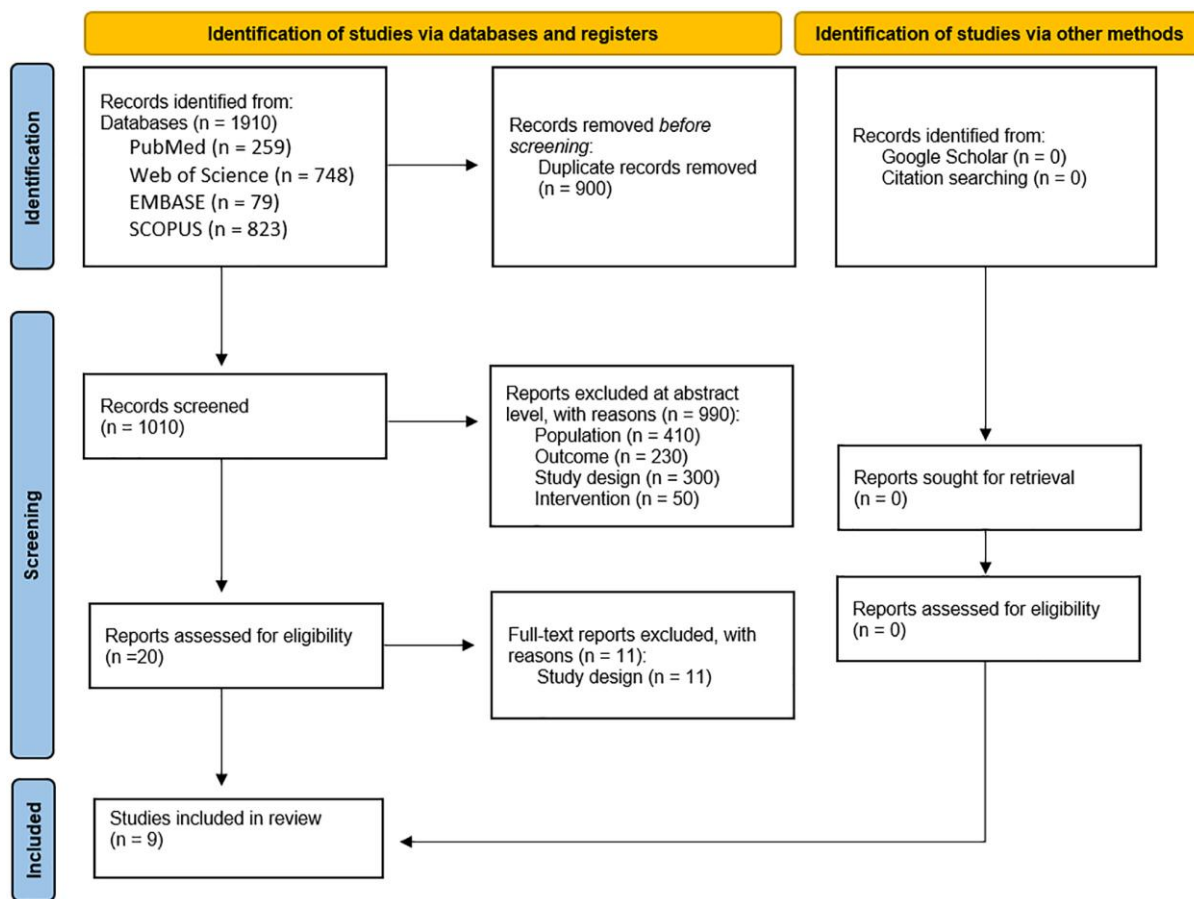 Identification of studies via databases and registers
Identification of studies via other methods
Identification
Records identified from:
Databases (n = 1910)
PubMed (n = 259)
Web of Science (n = 748)
EMBASE (n = 79)
SCOPUS (n = 823)
Records removed before
screening:
Duplicate records removed
(n = 900)
Records identified from:
Google Scholar (n = 0)
Citation searching (n = 0)
Screening
Records screened
(n = 1010)
Reports excluded at abstract
level, with reasons (n = 990):
Population (n = 410)
Outcome (n = 230)
Study design (n = 300)
Intervention (n = 50)
Reports sought for retrieval
(n = 0)
Reports assessed for eligibility
(n =20)
Full-text reports excluded, with
reasons (n = 11):
Study design (n = 11)
Reports assessed for eligibility
(n = 0)
Included
Studies included in review
(n = 9)